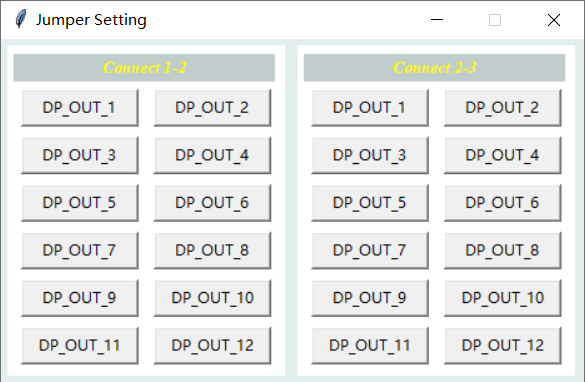 Jumper Setting
Connect 1-2
DP_OUT_1 DP_OUT_2
DP_OUT_3 DP_OUT_4
DP_OUT_5 DP_OUT_6
DP_OUT_7 DP_OUT_8
DP_OUT_9 DP_OUT_10
DP_OUT_11 DP_OUT_12
Connect 2-3
DP_OUT_1 DP_OUT_2
DP_OUT_3 DP_OUT_4
DP_OUT_5 DP_OUT_6
DP_OUT_7 DP_OUT_8
DP_OUT_9 DP_OUT_10
DP_OUT_11 DP_OUT_12